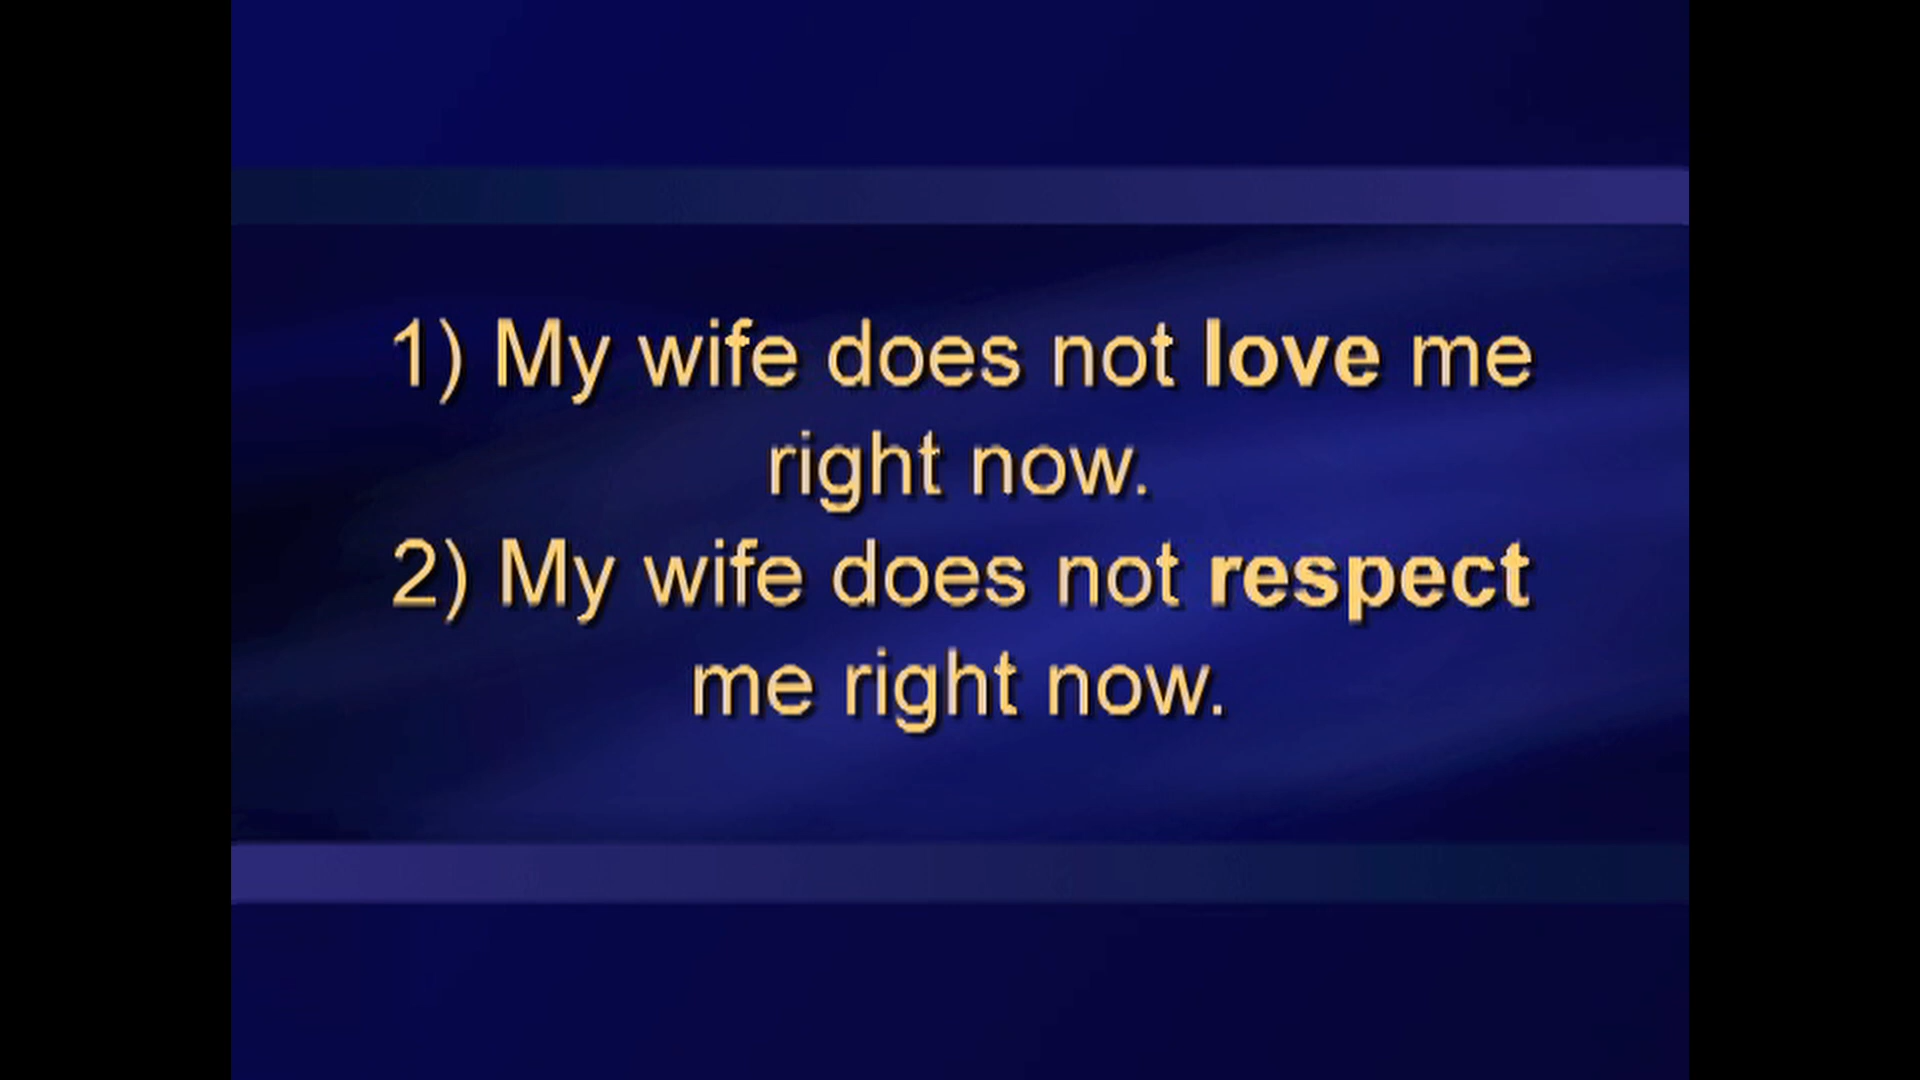 1) My wife does not love me
right now.
2) My wife does not respect
me right now.